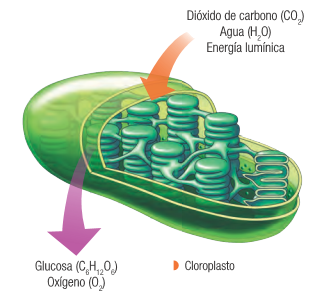 Dióxido de carbono (CO₂)
Agua (H₂O)
Energía lumínica
Glucosa (C₆H₁₂O₆)
Oxígeno (O₂)
Cloroplasto